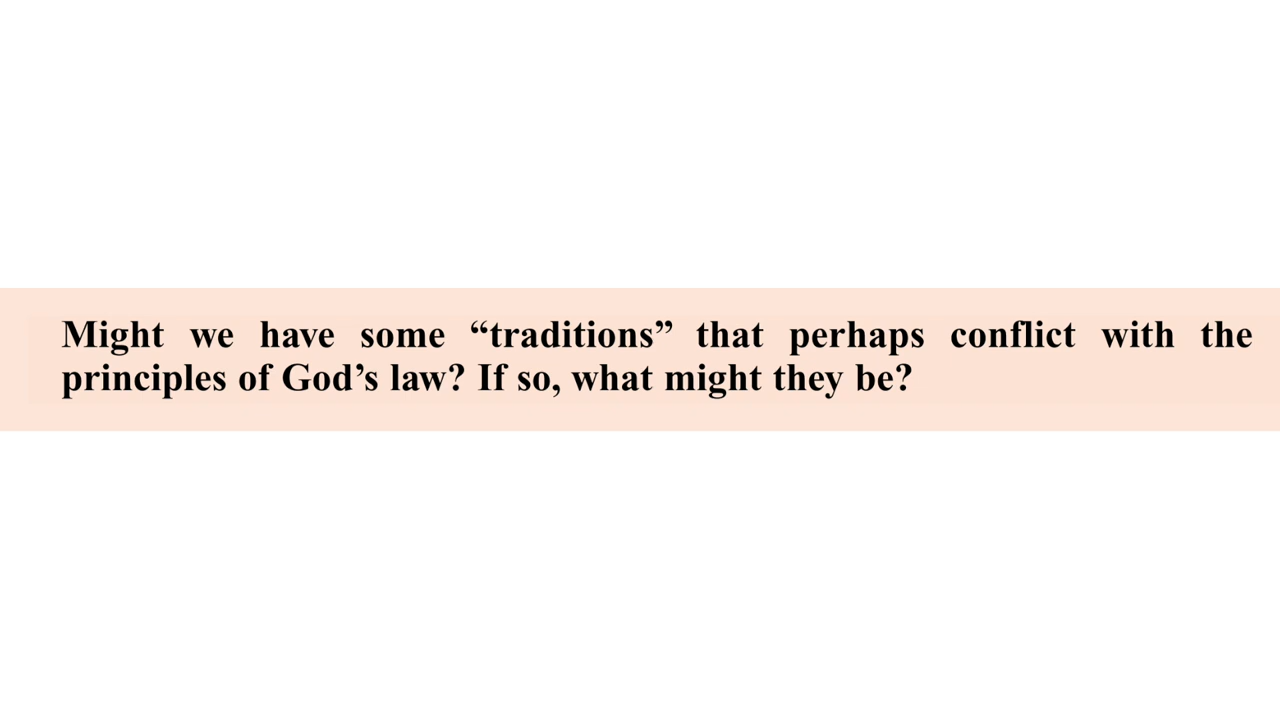 Might we have some “traditions” that perhaps conflict with the
principles of God’s law? If so, what might they be?